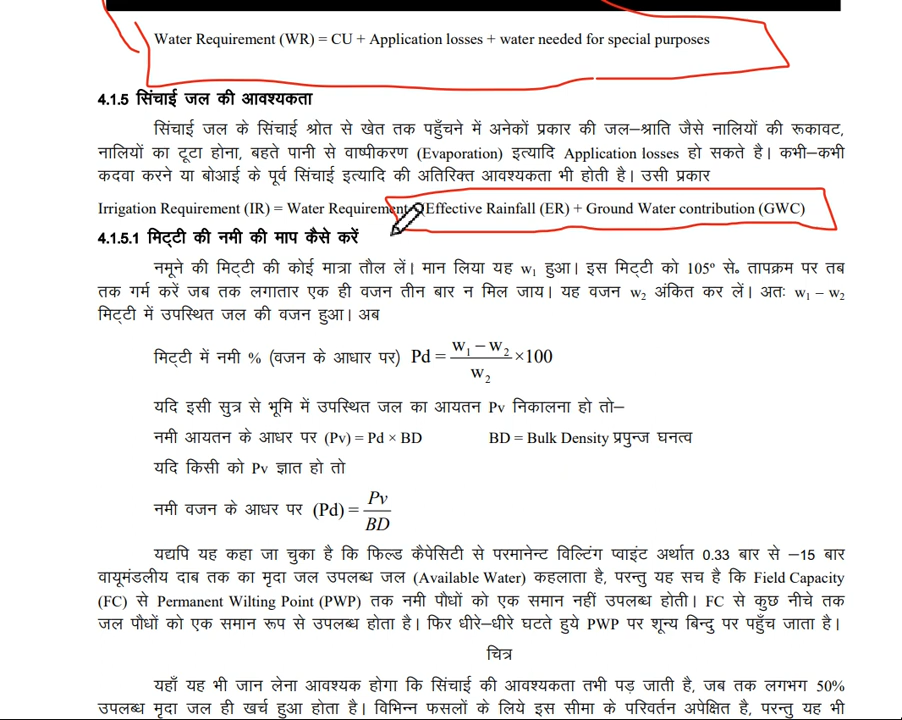 Water Requirement (WR) = CU + Application losses + water needed for special purposes
4.1.5 सिंचाई जल की आवश्यकता
सिंचाई जल के सिंचाई श्रोत से खेत तक पहुँचने में अनेकों प्रकार की जल–श्राति जैसे नालियों की रूकावट,
नालियों का टूटा होना, बहते पानी से वाष्पीकरण (Evaporation) इत्यादि Application losses हो सकते है। कभी–कभी
कदवा करने या बोआई के पूर्व सिंचाई इत्यादि की अतिरिक्त आवश्यकता भी होती है। उसी प्रकार
Irrigation Requirement (IR) = Water Requirement Effective Rainfall (ER) + Ground Water contribution (GWC)
4.1.5.1 मिट्टी की नमी की माप कैसे करें
नमूने की मिट्टी की कोई मात्रा तौल लें। मान लिया यह w₁ हुआ। इस मिट्टी को 105° से० तापक्रम पर तब
तक गर्म करें जब तक लगातार एक ही वजन तीन बार न मिल जाय। यह वजन w₂ अंकित कर लें। अतः w₁ – w₂
मिट्टी में उपस्थित जल की वजन हुआ। अब
मिट्टी में नमी % (वजन के आधार पर) Pd = (w₁ – w₂)/w₂ ×100
यदि इसी सुत्र से भूमि में उपस्थित जल का आयतन Pv निकालना हो तो–
नमी आयतन के आधर पर (Pv) = Pd × BD BD = Bulk Density प्रपुन्ज घनत्व
यदि किसी को Pv ज्ञात हो तो
नमी वजन के आधर पर (Pd) = Pv/BD
यद्यपि यह कहा जा चुका है कि फिल्ड कैपेसिटी से परमानेन्ट विल्टिंग प्वाइंट अर्थात 0.33 बार से –15 बार
वायूमंडलीय दाब तक का मृदा जल उपलब्ध जल (Available Water) कहलाता है, परन्तु यह सच है कि Field Capacity
(FC) से Permanent Wilting Point (PWP) तक नमी पौधों को एक समान नहीं उपलब्ध होती। FC से कुछ नीचे तक
जल पौधों को एक समान रूप से उपलब्ध होता है। फिर धीरे–धीरे घटते हुये PWP पर शून्य बिन्दु पर पहुँच जाता है।
चित्र
यहाँ यह भी जान लेना आवश्यक होगा कि सिंचाई की आवश्यकता तभी पड़ जाती है, जब तक लगभग 50%
उपलब्ध मृदा जल ही खर्च हुआ होता है। विभिन्न फसलों के लिये इस सीमा के परिवर्तन अपेक्षित है, परन्तु यह भी